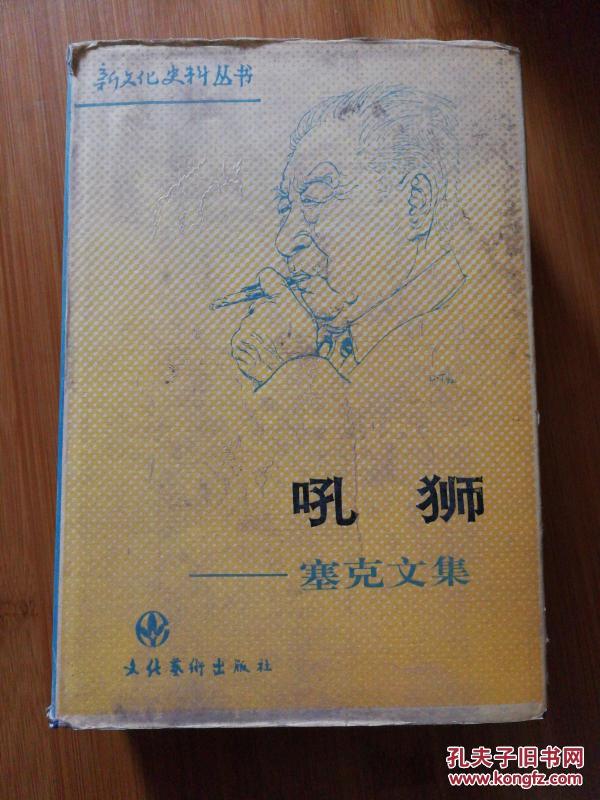 新文化史料丛书
吼 狮
——塞克文集
文化艺術出版社
孔夫子旧书网
www.kongfz.com